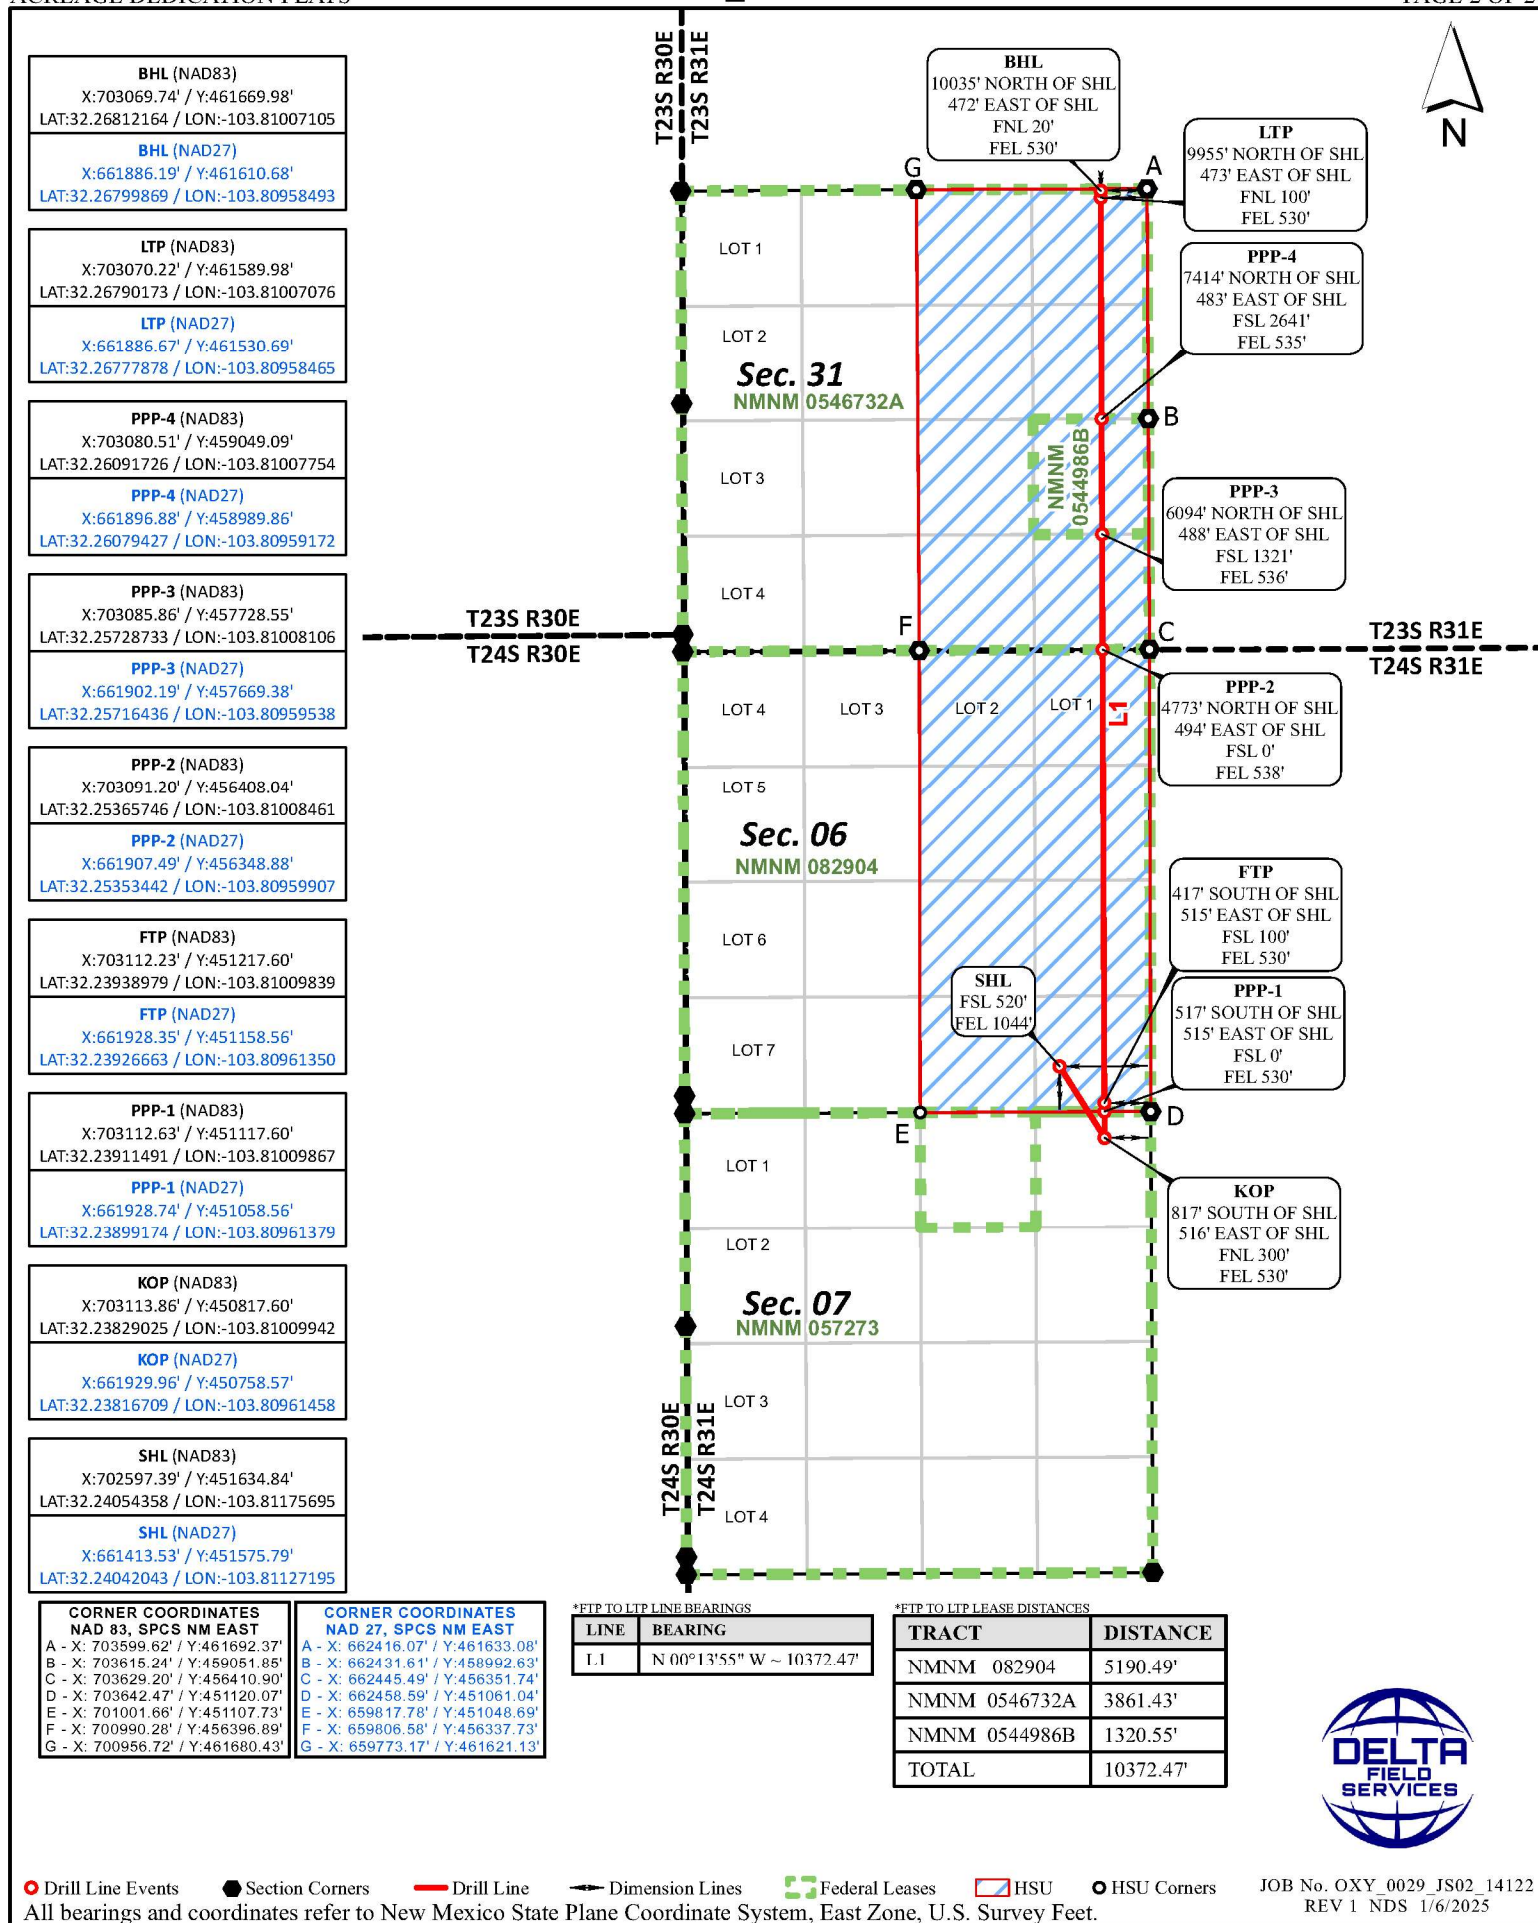 ACREAGE DEDICATION PLATS
PAGE 2 OF 2
BHL (NAD83)
X:703069.74' / Y:461669.98'
LAT:32.26812164 / LON:-103.81007105
BHL (NAD27)
X:661886.19' / Y:461610.68'
LAT:32.26799869 / LON:-103.80958493
LTP (NAD83)
X:703070.22' / Y:461589.98'
LAT:32.26790173 / LON:-103.81007076
LTP (NAD27)
X:661886.67' / Y:461530.69'
LAT:32.26777878 / LON:-103.80958465
PPP-4 (NAD83)
X:703080.51' / Y:459049.09'
LAT:32.26091726 / LON:-103.81007754
PPP-4 (NAD27)
X:661896.88' / Y:458989.86'
LAT:32.26079427 / LON:-103.80959172
PPP-3 (NAD83)
X:703085.86' / Y:457728.55'
LAT:32.25728733 / LON:-103.81008106
PPP-3 (NAD27)
X:661902.19' / Y:457669.38'
LAT:32.25716436 / LON:-103.80959538
PPP-2 (NAD83)
X:703091.20' / Y:456408.04'
LAT:32.25365746 / LON:-103.81008461
PPP-2 (NAD27)
X:661907.49' / Y:456348.88'
LAT:32.25353442 / LON:-103.80959907
FTP (NAD83)
X:703112.23' / Y:451217.60'
LAT:32.23938979 / LON:-103.81009839
FTP (NAD27)
X:661928.35' / Y:451158.56'
LAT:32.23926663 / LON:-103.80961350
PPP-1 (NAD83)
X:703112.63' / Y:451117.60'
LAT:32.23911491 / LON:-103.81009867
PPP-1 (NAD27)
X:661928.74' / Y:451058.56'
LAT:32.23899174 / LON:-103.80961379
KOP (NAD83)
X:703113.86' / Y:450817.60'
LAT:32.23829025 / LON:-103.81009942
KOP (NAD27)
X:661929.96' / Y:450758.57'
LAT:32.23816709 / LON:-103.80961458
SHL (NAD83)
X:702597.39' / Y:451634.84'
LAT:32.24054358 / LON:-103.81175695
SHL (NAD27)
X:661413.53' / Y:451575.79'
LAT:32.24042043 / LON:-103.81127195
T23S R30E
T23S R31E
BHL
10035' NORTH OF SHL
472' EAST OF SHL
FNL 20'
FEL 530'
N
LTP
9955' NORTH OF SHL
473' EAST OF SHL
FNL 100'
FEL 530'
G
A
LOT 1
PPP-4
7414' NORTH OF SHL
483' EAST OF SHL
FSL 2641'
FEL 535'
LOT 2
Sec. 31
NMNM 0546732A
B
NMNM
0544986B
LOT 3
PPP-3
6094' NORTH OF SHL
488' EAST OF SHL
FSL 1321'
FEL 536'
LOT 4
T23S R30E
T24S R30E
F
C
T23S R31E
T24S R31E
LOT 4
LOT 3
LOT 2
LOT 1
L1
PPP-2
4773' NORTH OF SHL
494' EAST OF SHL
FSL 0'
FEL 538'
LOT 5
Sec. 06
NMNM 082904
FTP
417' SOUTH OF SHL
515' EAST OF SHL
FSL 100'
FEL 530'
LOT 6
SHL
FSL 520'
FEL 1044'
PPP-1
517' SOUTH OF SHL
515' EAST OF SHL
FSL 0'
FEL 530'
LOT 7
E
D
LOT 1
KOP
817' SOUTH OF SHL
516' EAST OF SHL
FNL 300'
FEL 530'
LOT 2
Sec. 07
NMNM 057273
LOT 3
T24S R30E
T24S R31E
LOT 4
CORNER COORDINATES
NAD 83, SPCS NM EAST
A - X: 703599.62' / Y:461692.37'
B - X: 703615.24' / Y:459051.85'
C - X: 703629.20' / Y:456410.90'
D - X: 703642.47' / Y:451120.07'
E - X: 701001.66' / Y:451107.73'
F - X: 700990.28' / Y:456396.89'
G - X: 700956.72' / Y:461680.43'
CORNER COORDINATES
NAD 27, SPCS NM EAST
A - X: 662416.07' / Y:461633.08'
B - X: 662431.61' / Y:458992.63'
C - X: 662445.49' / Y:456351.74'
D - X: 662458.59' / Y:451061.04'
E - X: 659817.78' / Y:451048.69'
F - X: 659806.58' / Y:456337.73'
G - X: 659773.17' / Y:461621.13'
*FTP TO LTP LINE BEARINGS
LINE BEARING
L1 N 00°13'55" W ~ 10372.47'
*FTP TO LTP LEASE DISTANCES
TRACT DISTANCE
NMNM 082904 5190.49'
NMNM 0546732A 3861.43'
NMNM 0544986B 1320.55'
TOTAL 10372.47'
DELTA
FIELD
SERVICES
Drill Line Events Section Corners Drill Line Dimension Lines Federal Leases HSU HSU Corners
JOB No. OXY_0029_JS02_14122
REV 1 NDS 1/6/2025
All bearings and coordinates refer to New Mexico State Plane Coordinate System, East Zone, U.S. Survey Feet.